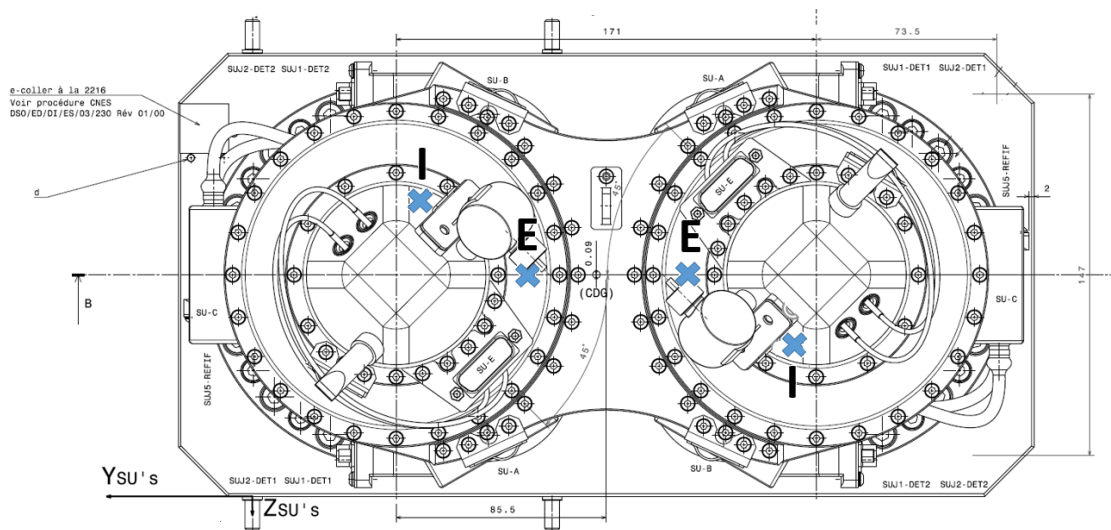 171
73.5
SUJ2-DET2 SUJ1-DET2
SU-B
SU-A
SUJ1-DET1 SUJ2-DET1
e-coller à la 2216
Voir procédure CNES
DSO/ED/DI/ES/03/230 Rév 01/00
d
I
SU-E
SUJ5-REFIF
45°
2
E
E
0.09
B
(CDG)
147
SU-C
SU-C
45°
SU-E
I
SUJ5-REFIF
SU-A
SU-B
YSU's
SUJ2-DET1 SUJ1-DET1
SUJ1-DET2 SUJ2-DET2
ZSU's
85.5